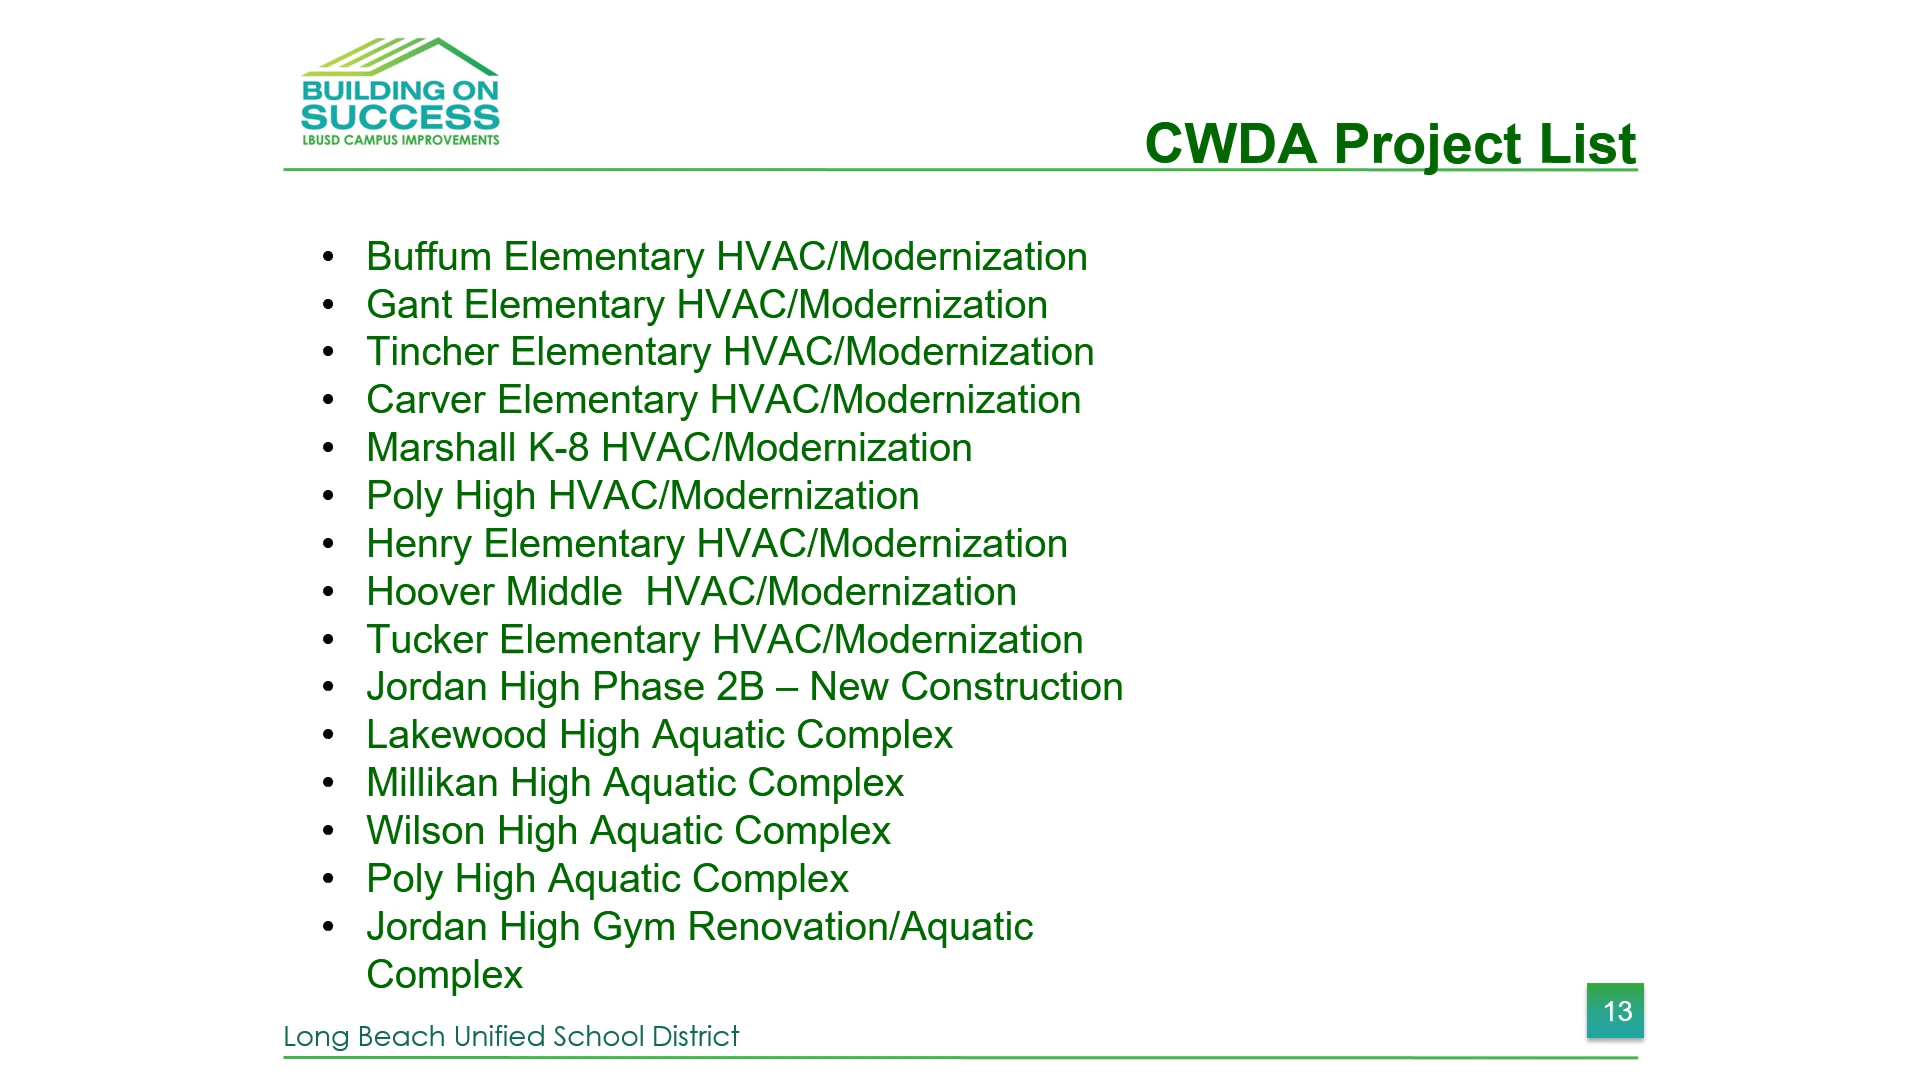 BUILDING ON
SUCCESS
LBUSD CAMPUS IMPROVEMENTS
CWDA Project List
• Buffum Elementary HVAC/Modernization
• Gant Elementary HVAC/Modernization
• Tincher Elementary HVAC/Modernization
• Carver Elementary HVAC/Modernization
• Marshall K-8 HVAC/Modernization
• Poly High HVAC/Modernization
• Henry Elementary HVAC/Modernization
• Hoover Middle  HVAC/Modernization
• Tucker Elementary HVAC/Modernization
• Jordan High Phase 2B – New Construction
• Lakewood High Aquatic Complex
• Millikan High Aquatic Complex
• Wilson High Aquatic Complex
• Poly High Aquatic Complex
• Jordan High Gym Renovation/Aquatic
Complex
13
Long Beach Unified School District